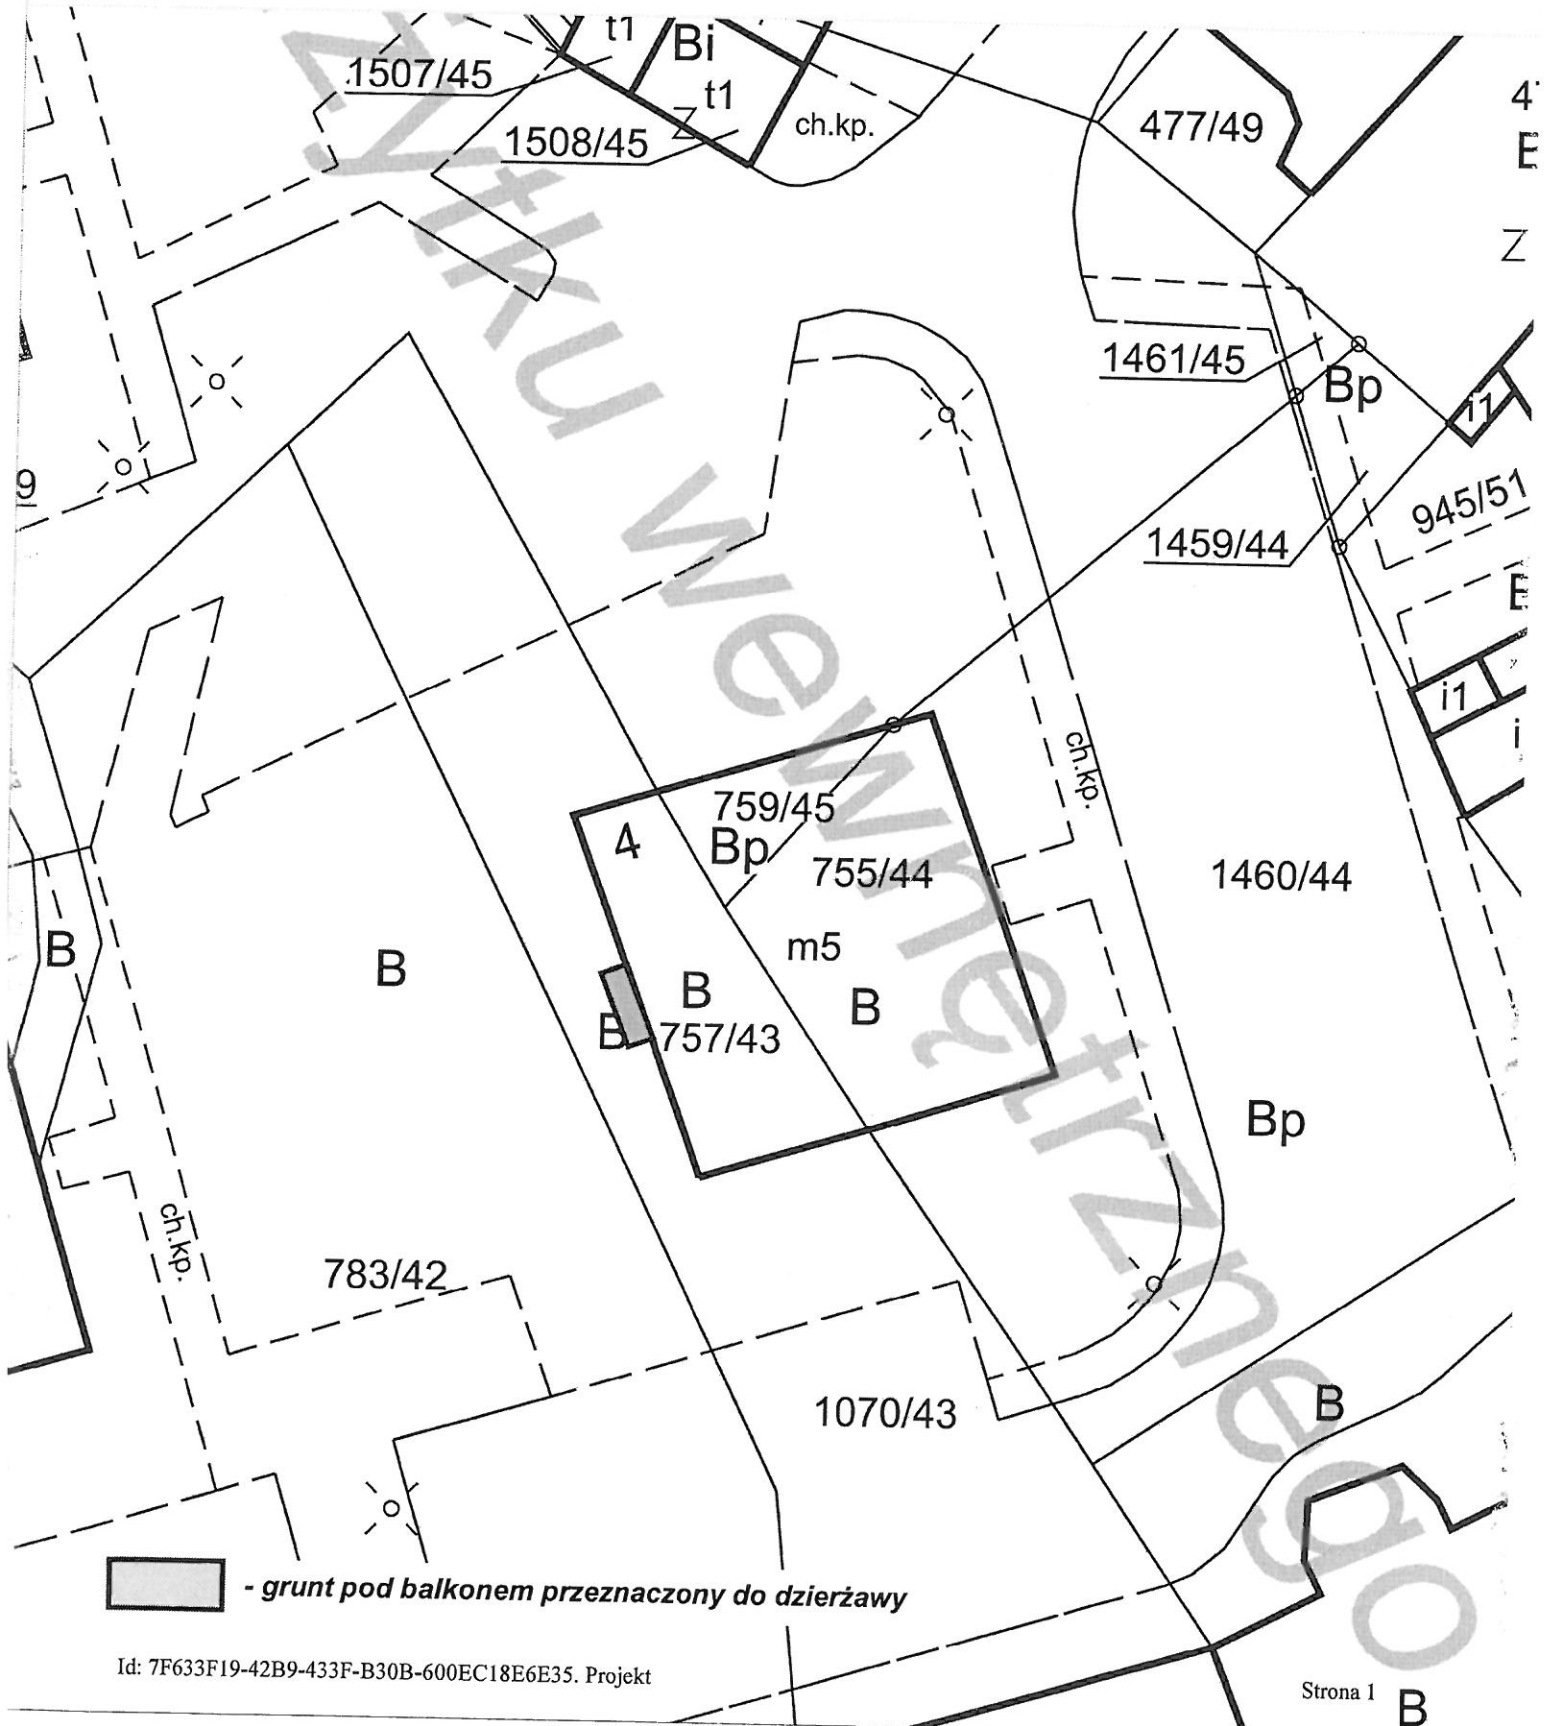 t1
Bi
1507/45
t1
Z
1508/45
ch.kp.
477/49
Z
1461/45
Bp
i1
9
945/51
1459/44
i1
ch.kp.
759/45
4
Bp
755/44
1460/44
B
B
m5
B
B
B
757/43
Bp
ch.kp.
783/42
1070/43
B
- grunt pod balkonem przeznaczony do dzierżawy
Id: 7F633F19-42B9-433F-B30B-600EC18E6E35. Projekt
Strona 1
B
żytku wewnętrznego